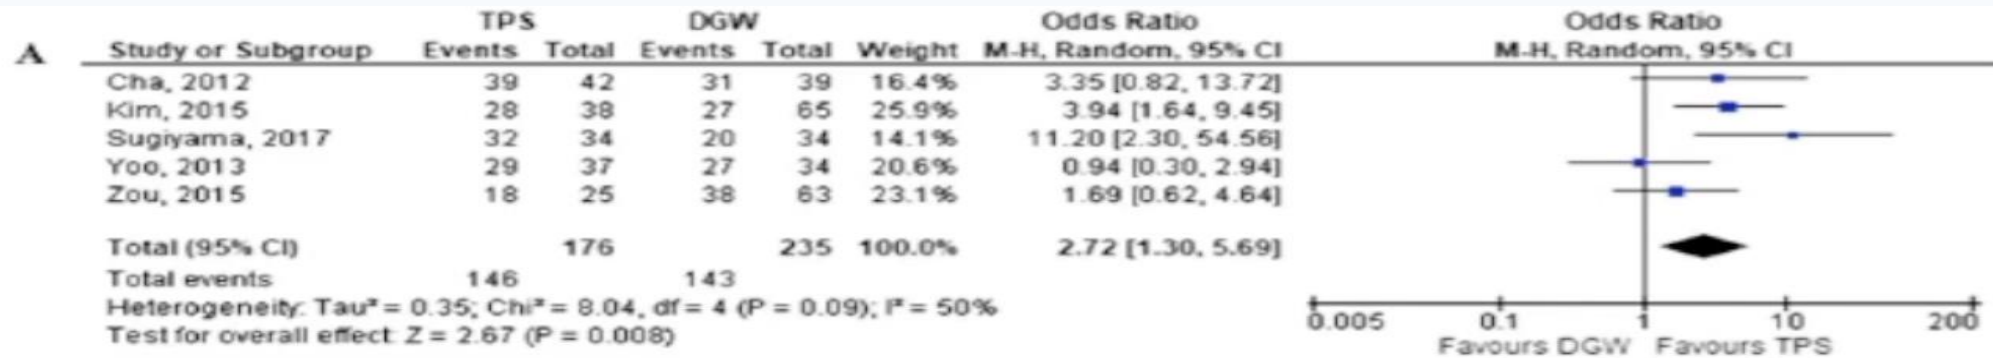 TPS DGW Odds Ratio Odds Ratio
A Study or Subgroup Events Total Events Total Weight M-H, Random, 95% CI M-H, Random, 95% CI
Cha, 2012 39 42 31 39 16.4% 3.35 [0.82, 13.72]
Kim, 2015 28 38 27 65 25.9% 3.94 [1.64, 9.45]
Sugiyama, 2017 32 34 20 34 14.1% 11.20 [2.30, 54.56]
Yoo, 2013 29 37 27 34 20.6% 0.94 [0.30, 2.94]
Zou, 2015 18 25 38 63 23.1% 1.69 [0.62, 4.64]
Total (95% CI) 176 235 100.0% 2.72 [1.30, 5.69]
Total events 146 143
Heterogeneity: Tau² = 0.35; Chi² = 8.04, df = 4 (P = 0.09); I² = 50%
Test for overall effect: Z = 2.67 (P = 0.008)
0.005 0.1 1 10 200
Favours DGW Favours TPS